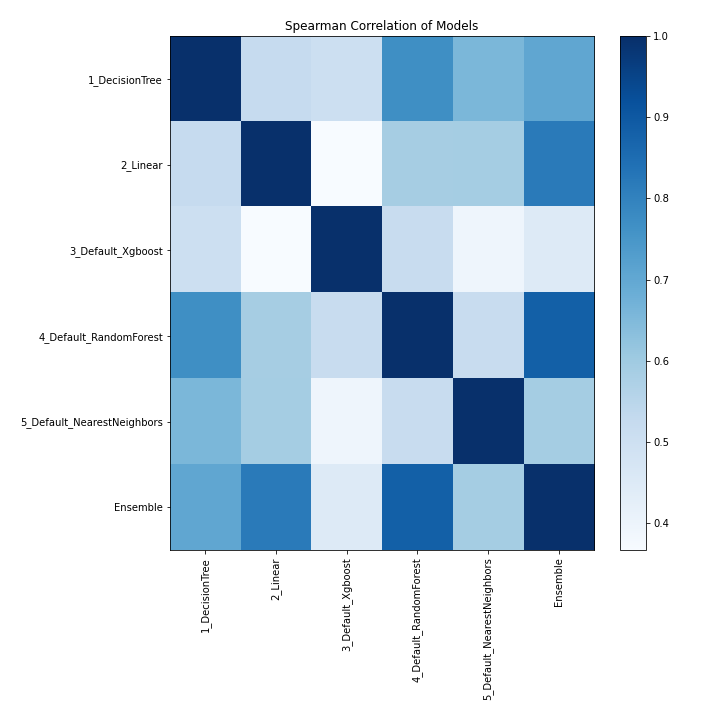 Spearman Correlation of Models
1_DecisionTree
2_Linear
3_Default_Xgboost
4_Default_RandomForest
5_Default_NearestNeighbors
Ensemble
1_DecisionTree
2_Linear
3_Default_Xgboost
4_Default_RandomForest
5_Default_NearestNeighbors
Ensemble
1.0
0.9
0.8
0.7
0.6
0.5
0.4